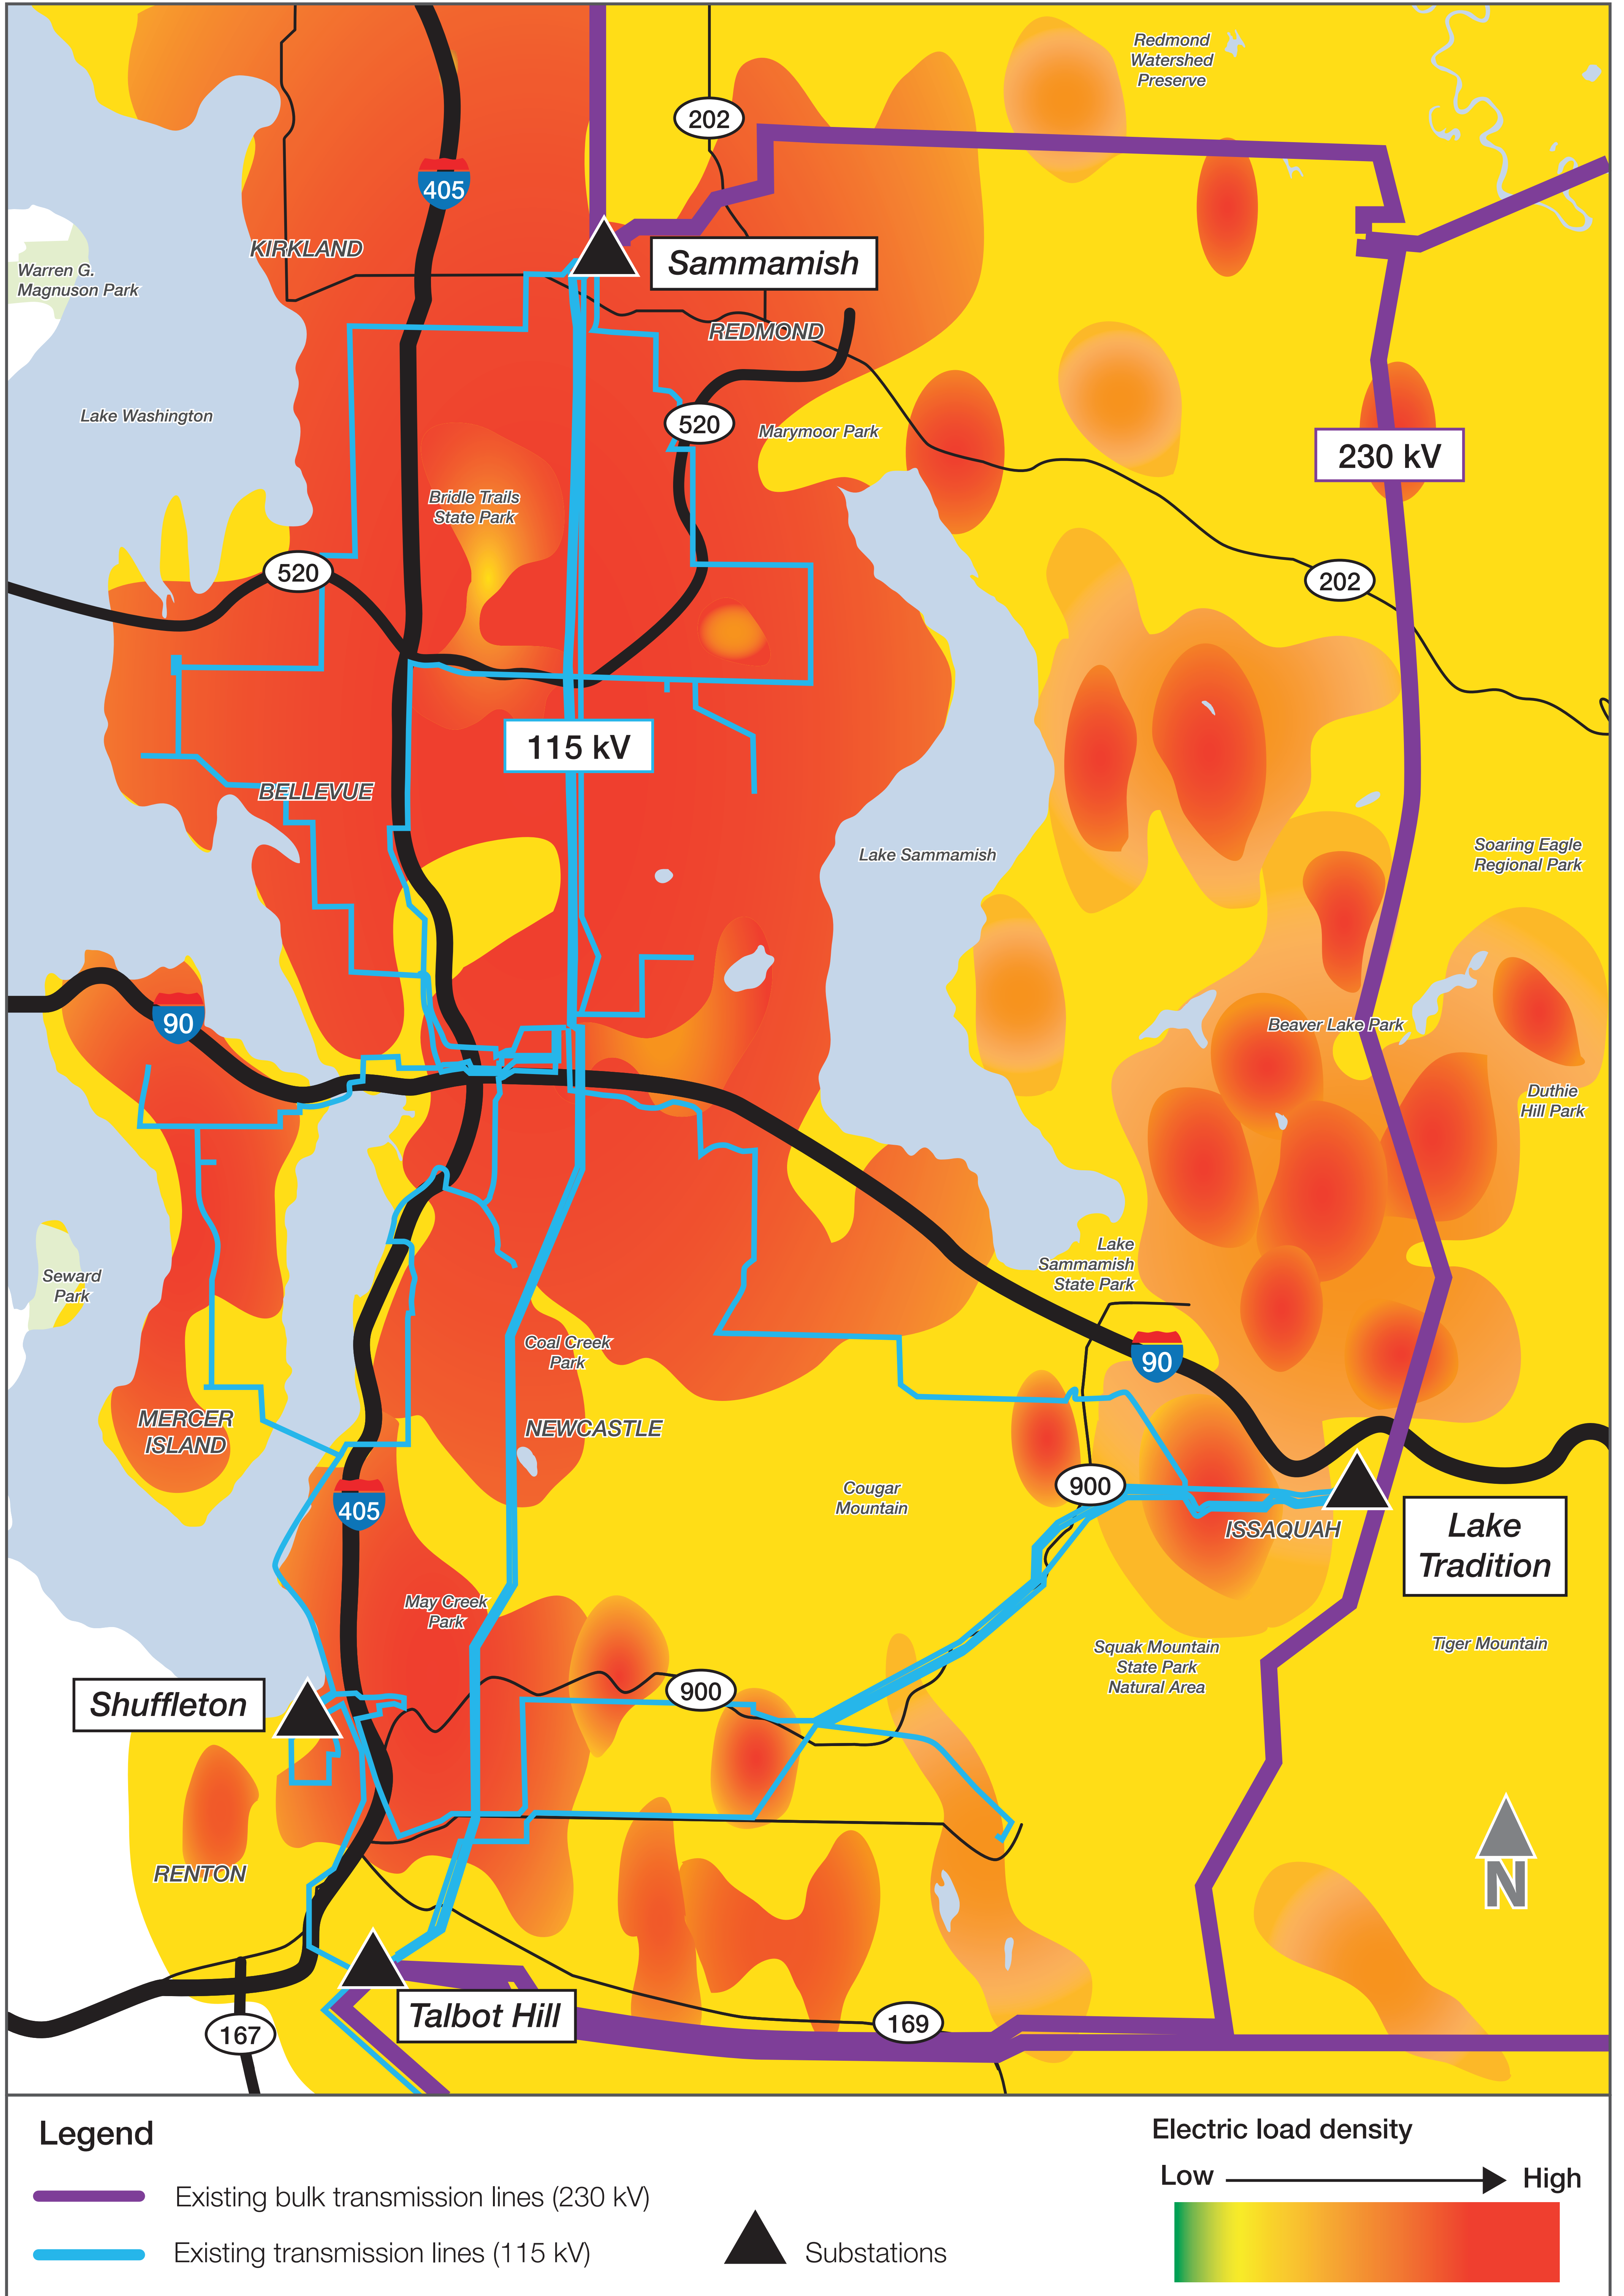 Redmond
Watershed
Preserve
202
405
KIRKLAND
Warren G.
Magnuson Park
Sammamish
REDMOND
Lake Washington
520
Marymoor Park
230 kV
Bridle Trails
State Park
520
202
115 kV
BELLEVUE
Lake Sammamish
Soaring Eagle
Regional Park
90
Beaver Lake Park
Duthie
Hill Park
Lake
Sammamish
State Park
Seward
Park
Coal Creek
Park
90
MERCER
ISLAND
NEWCASTLE
900
Cougar
Mountain
405
ISSAQUAH
Lake
Tradition
May Creek
Park
Squak Mountain
State Park
Natural Area
Tiger Mountain
Shuffleton
900
RENTON
N
Talbot Hill
169
167
Legend
Existing bulk transmission lines (230 kV)
Existing transmission lines (115 kV)
Substations
Electric load density
Low
High